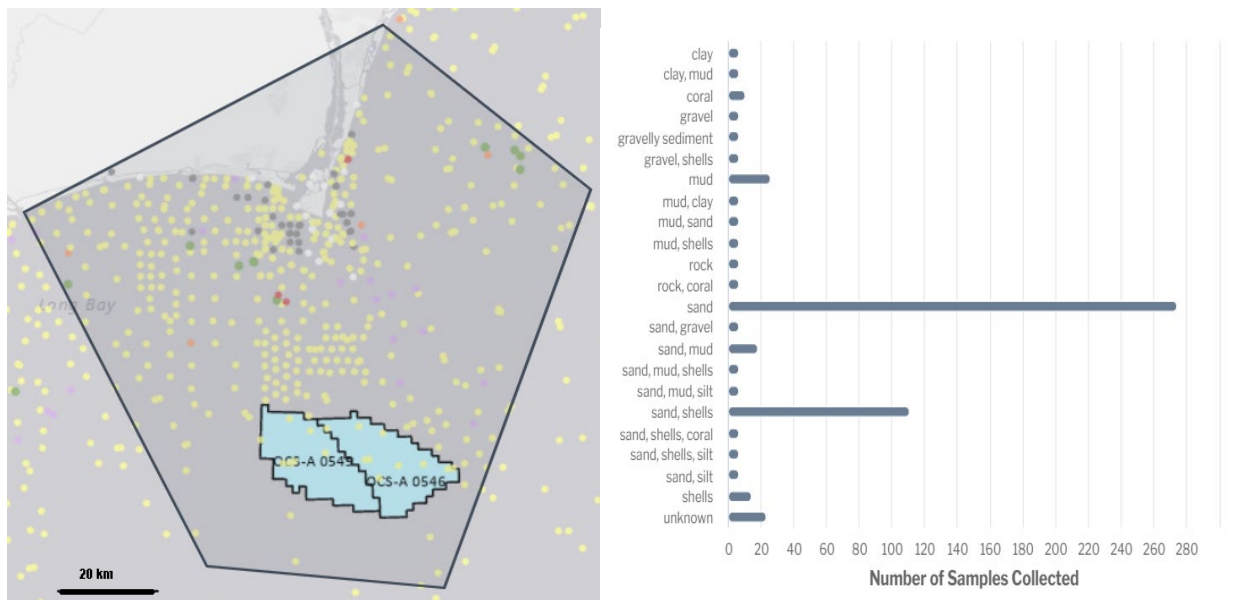 Long Bay
OCS-A 0545
OCS-A 0546
20 km
clay
clay, mud
coral
gravel
gravelly sediment
gravel, shells
mud
mud, clay
mud, sand
mud, shells
rock
rock, coral
sand
sand, gravel
sand, mud
sand, mud, shells
sand, mud, silt
sand, shells
sand, shells, coral
sand, shells, silt
sand, silt
shells
unknown
0 20 40 60 80 100 120 140 160 180 200 220 240 260 280
Number of Samples Collected